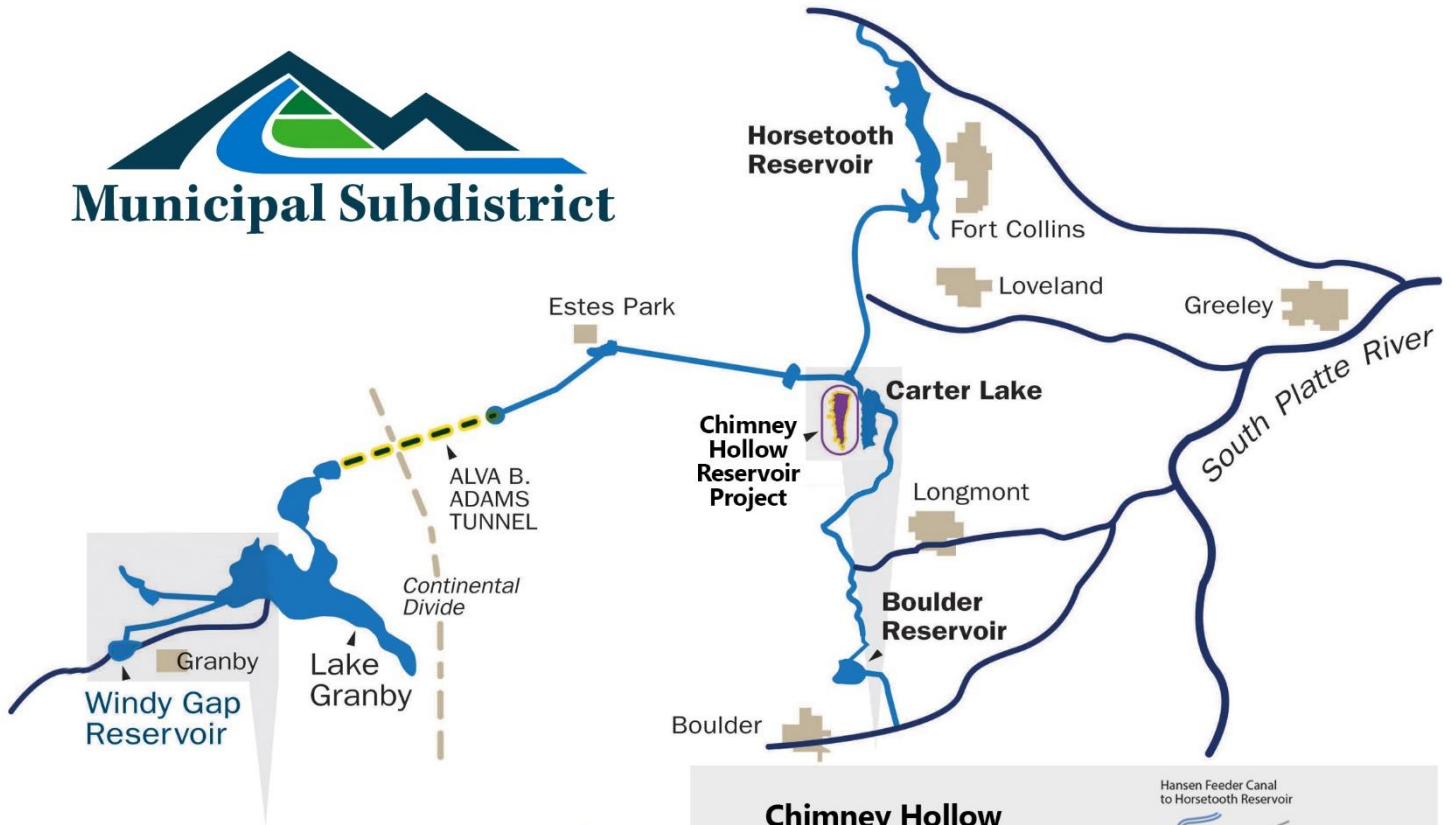 Municipal Subdistrict
Horsetooth
Reservoir
Fort Collins
Loveland
Greeley
Estes Park
South Platte River
Carter Lake
Chimney
Hollow
Reservoir
Project
ALVA B.
ADAMS
TUNNEL
Longmont
Continental
Divide
Boulder
Reservoir
Granby
Lake
Granby
Windy Gap
Reservoir
Boulder
Hansen Feeder Canal
to Horsetooth Reservoir
Chimney Hollow